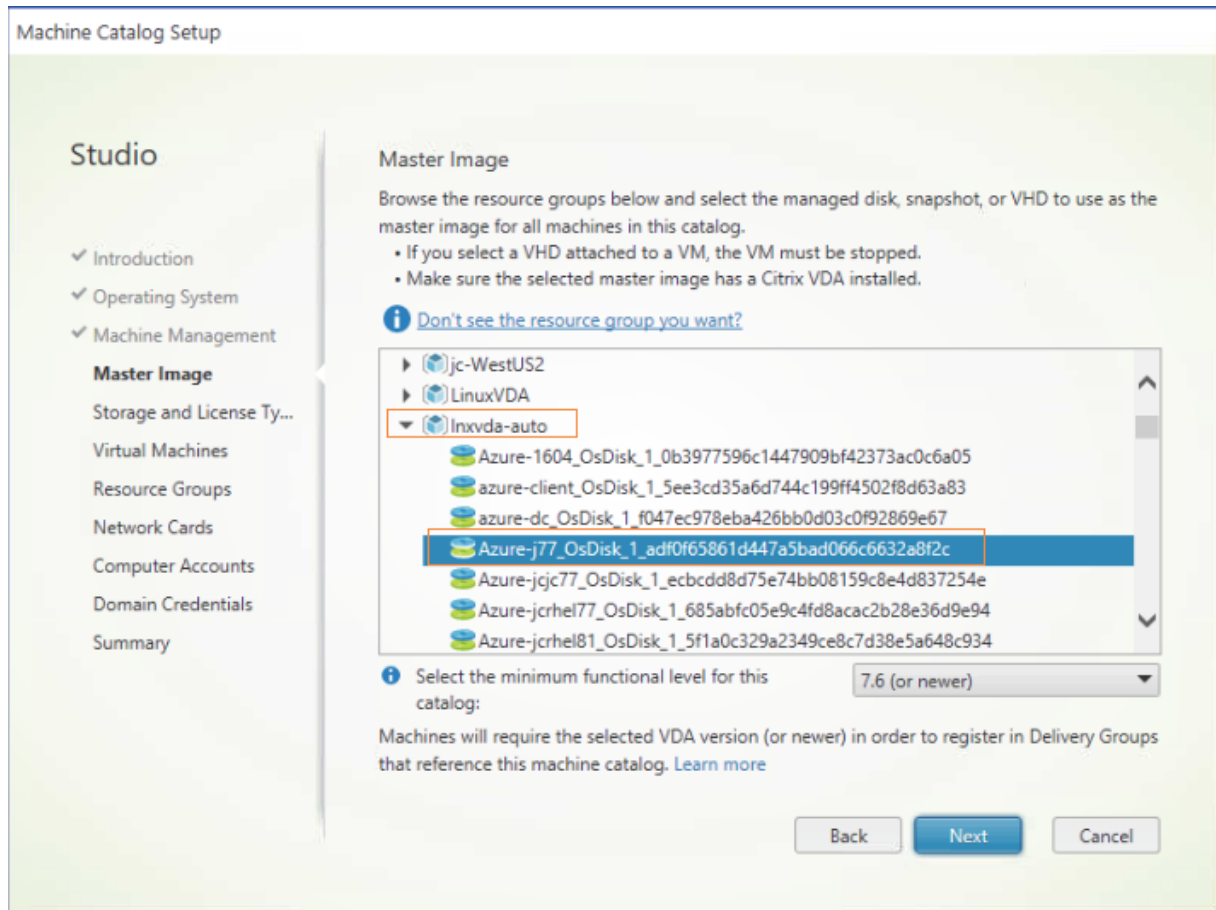 Machine Catalog Setup
Studio
Introduction
Operating System
Machine Management
Master Image
Storage and License Ty...
Virtual Machines
Resource Groups
Network Cards
Computer Accounts
Domain Credentials
Summary
Master Image
Browse the resource groups below and select the managed disk, snapshot, or VHD to use as the
master image for all machines in this catalog.
• If you select a VHD attached to a VM, the VM must be stopped.
• Make sure the selected master image has a Citrix VDA installed.
Don't see the resource group you want?
jc-WestUS2
LinuxVDA
lnxvda-auto
Azure-1604_OsDisk_1_0b3977596c1447909bf42373ac0c6a05
azure-client_OsDisk_1_5ee3cd35a6d744c199ff4502f8d63a83
azure-dc_OsDisk_1_f047ec978eba426bb0d03c0f92869e67
Azure-j77_OsDisk_1_adf0f65861d447a5bad066c6632a8f2c
Azure-jcjc77_OsDisk_1_ecbcdd8d75e74bb08159c8e4d837254e
Azure-jcrhel77_OsDisk_1_685abfc05e9c4fd8acac2b28e36d9e94
Azure-jcrhel81_OsDisk_1_5f1a0c329a2349ce8c7d38e5a648c934
Select the minimum functional level for this
catalog:
7.6 (or newer)
Machines will require the selected VDA version (or newer) in order to register in Delivery Groups
that reference this machine catalog. Learn more
Back
Next
Cancel